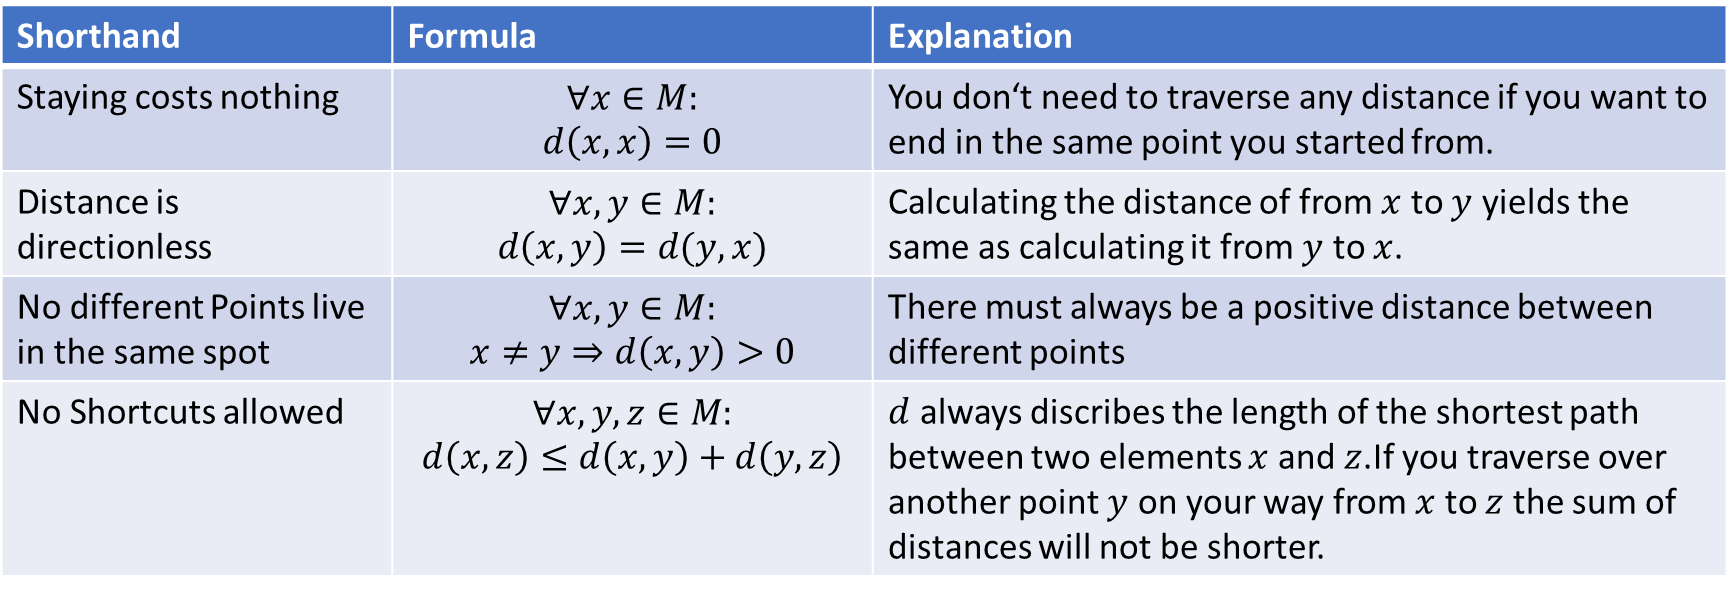 Shorthand Formula Explanation
Staying costs nothing ∀x ∈ M: You don‘t need to traverse any distance if you want to
d(x, x) = 0 end in the same point you started from.
Distance is ∀x, y ∈ M: Calculating the distance of from x to y yields the
directionless d(x, y) = d(y, x) same as calculating it from y to x.
No different Points live ∀x, y ∈ M: There must always be a positive distance between
in the same spot x ≠ y ⇒ d(x, y) > 0 different points
No Shortcuts allowed ∀x, y, z ∈ M: d always discribes the length of the shortest path
d(x, z) ≤ d(x, y) + d(y, z) between two elements x and z.If you traverse over
another point y on your way from x to z the sum of
distances will not be shorter.